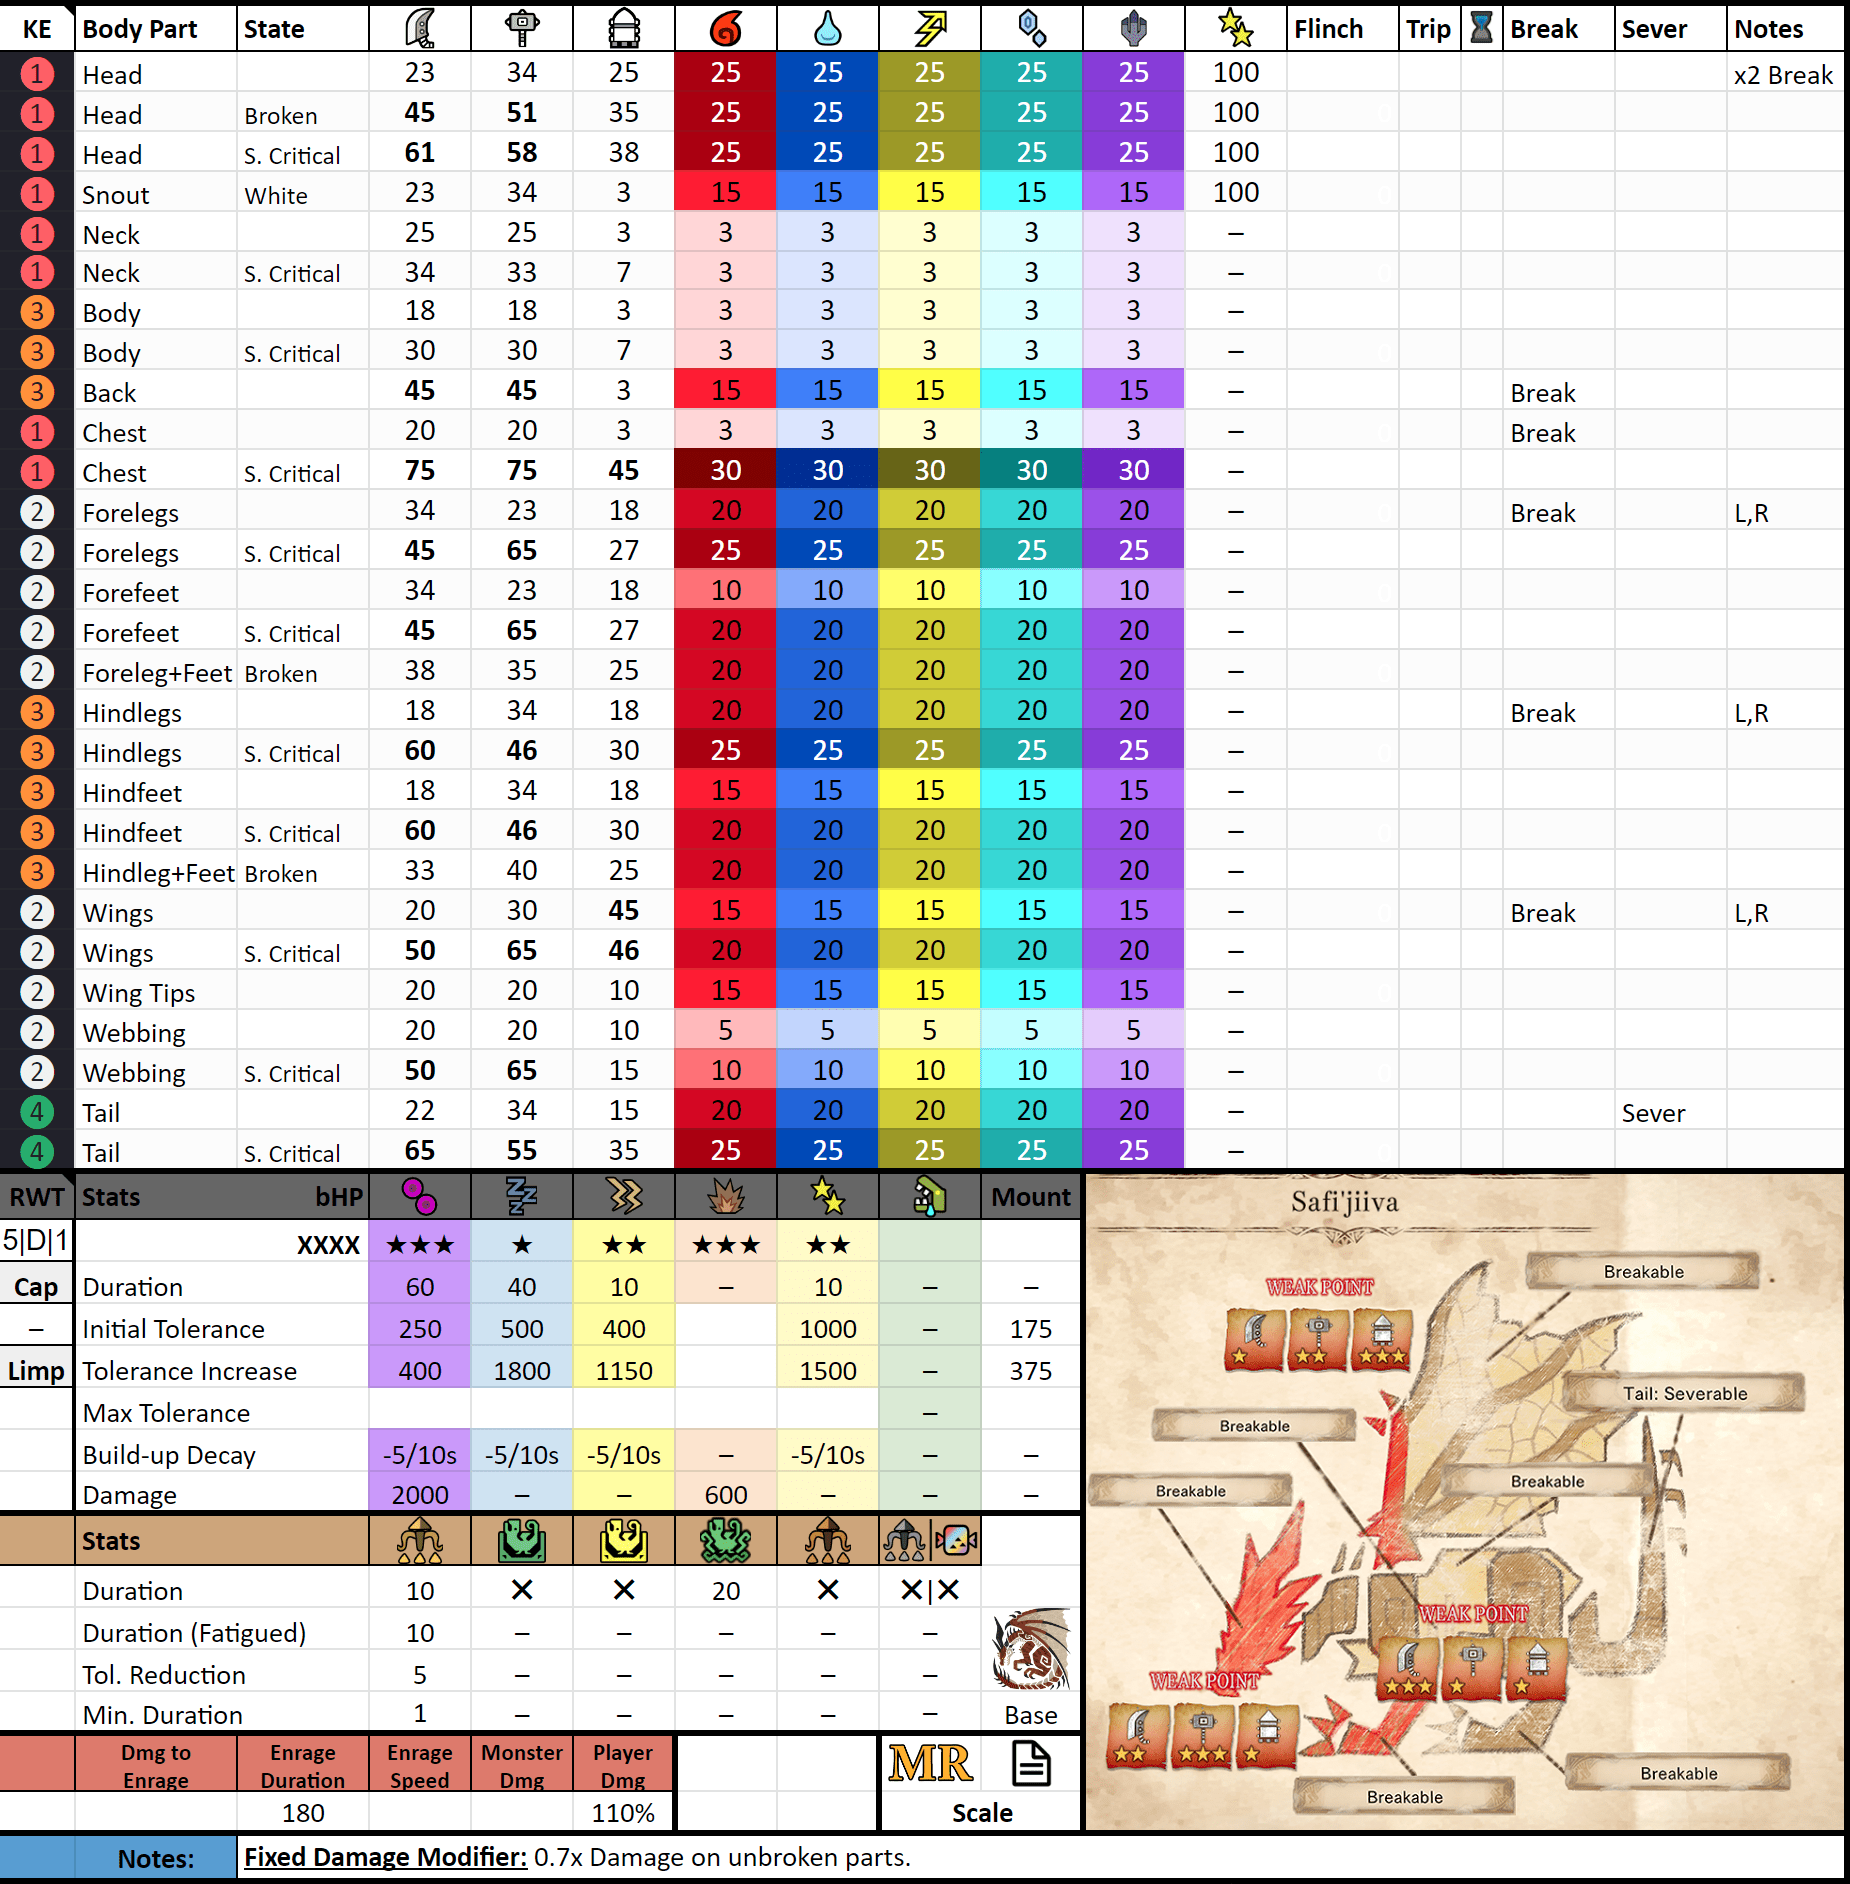 KE Body Part State Flinch Trip Break Sever Notes
1 Head 23 34 25 25 25 25 25 25 100 x2 Break
1 Head Broken 45 51 35 25 25 25 25 25 100
1 Head S. Critical 61 58 38 25 25 25 25 25 100
1 Snout White 23 34 3 15 15 15 15 15 100
1 Neck 25 25 3 3 3 3 3 3 –
1 Neck S. Critical 34 33 7 3 3 3 3 3 –
3 Body 18 18 3 3 3 3 3 3 –
3 Body S. Critical 30 30 7 3 3 3 3 3 –
3 Back 45 45 3 15 15 15 15 15 – Break
1 Chest 20 20 3 3 3 3 3 3 – Break
1 Chest S. Critical 75 75 45 30 30 30 30 30 –
2 Forelegs 34 23 18 20 20 20 20 20 – Break L,R
2 Forelegs S. Critical 45 65 27 25 25 25 25 25 –
2 Forefeet 34 23 18 10 10 10 10 10 –
2 Forefeet S. Critical 45 65 27 20 20 20 20 20 –
2 Foreleg+Feet Broken 38 35 25 20 20 20 20 20 –
3 Hindlegs 18 34 18 20 20 20 20 20 – Break L,R
3 Hindlegs S. Critical 60 46 30 25 25 25 25 25 –
3 Hindfeet 18 34 18 15 15 15 15 15 –
3 Hindfeet S. Critical 60 46 30 20 20 20 20 20 –
3 Hindleg+Feet Broken 33 40 25 20 20 20 20 20 –
2 Wings 20 30 45 15 15 15 15 15 – Break L,R
2 Wings S. Critical 50 65 46 20 20 20 20 20 –
2 Wing Tips 20 20 10 15 15 15 15 15 –
2 Webbing 20 20 10 5 5 5 5 5 –
2 Webbing S. Critical 50 65 15 10 10 10 10 10 –
4 Tail 22 34 15 20 20 20 20 20 – Sever
4 Tail S. Critical 65 55 35 25 25 25 25 25 –
RWT Stats bHP Mount
5|D|1 XXXX ★★★ ★ ★★ ★★★ ★★
Cap Duration 60 40 10 – 10 – –
– Initial Tolerance 250 500 400 1000 – 175
Limp Tolerance Increase 400 1800 1150 1500 – 375
Max Tolerance –
Build-up Decay -5/10s -5/10s -5/10s – -5/10s – –
Damage 2000 – – 600 – – –
Stats
Duration 10 ✕ ✕ 20 ✕ ✕|✕
Duration (Fatigued) 10 – – – – –
Tol. Reduction 5 – – – – –
Min. Duration 1 – – – – – Base
Dmg to Enrage Enrage Duration Enrage Speed Monster Dmg Player Dmg MR
180 110% Scale
Notes: Fixed Damage Modifier: 0.7x Damage on unbroken parts.
Safi'jiiva
Breakable
WEAK POINT
Tail: Severable
Breakable
Breakable
Breakable
WEAK POINT
WEAK POINT
Breakable
Breakable